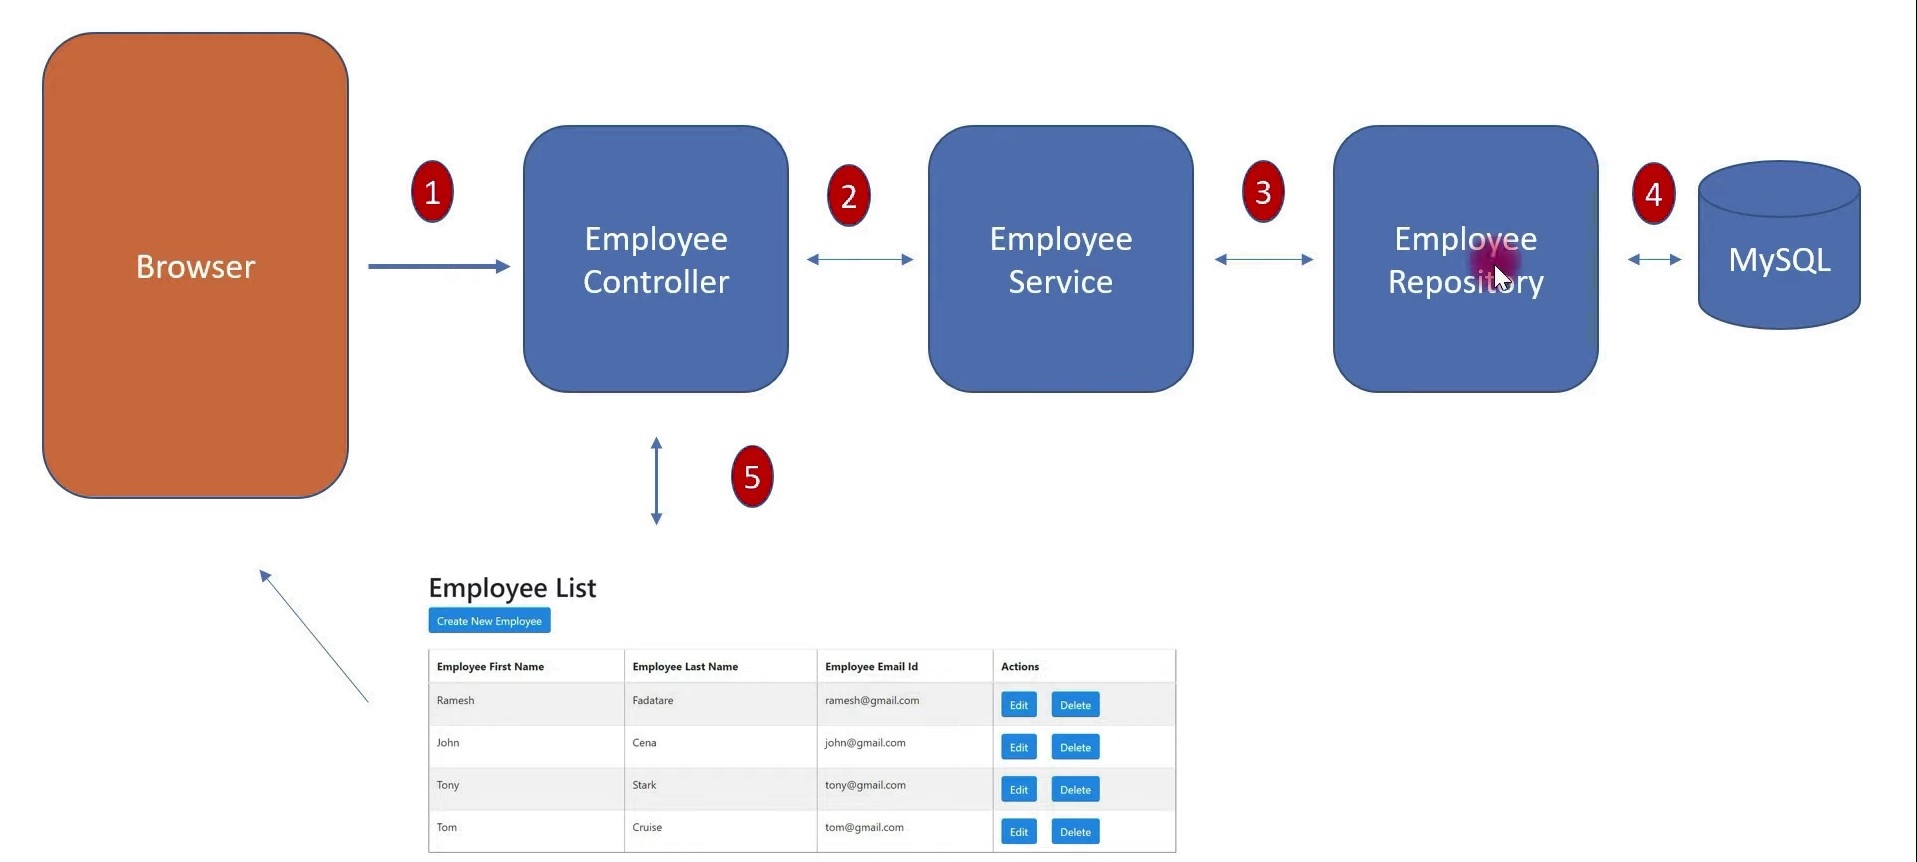 Browser
1
Employee
Controller
2
Employee
Service
3
Employee
Repository
4
MySQL
5
Employee List
Create New Employee
Employee First Name Employee Last Name Employee Email Id Actions
Ramesh Fadatare ramesh@gmail.com Edit Delete
John Cena john@gmail.com Edit Delete
Tony Stark tony@gmail.com Edit Delete
Tom Cruise tom@gmail.com Edit Delete